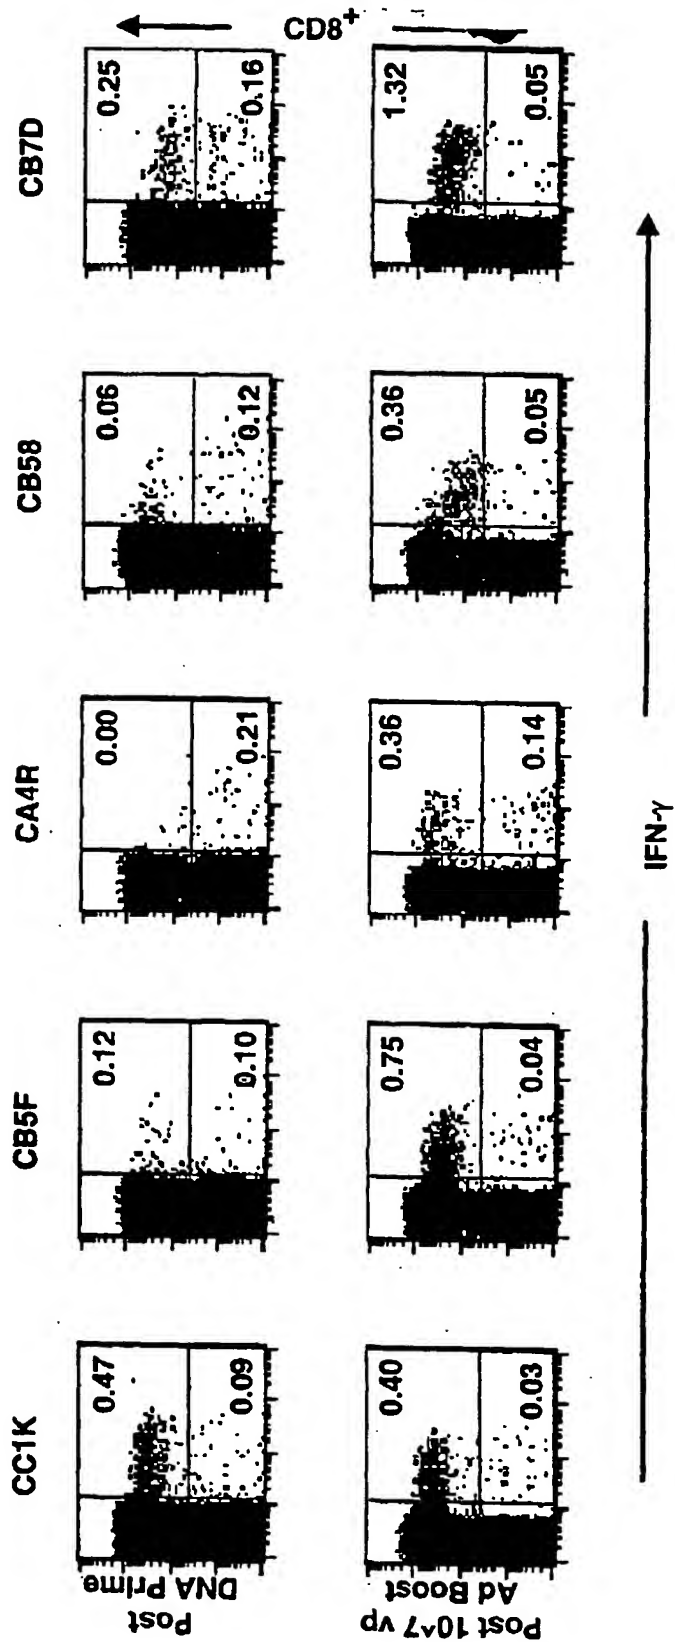 CC1K
CB5F
CA4R
CB58
CB7D
Post
DNA Prime
0.47
0.09
0.12
0.10
0.00
0.21
0.06
0.12
0.25
0.16
Post 10^7 vp
Ad Boost
0.40
0.03
0.75
0.04
0.36
0.14
0.36
0.05
1.32
0.05
CD8+
IFN-γ